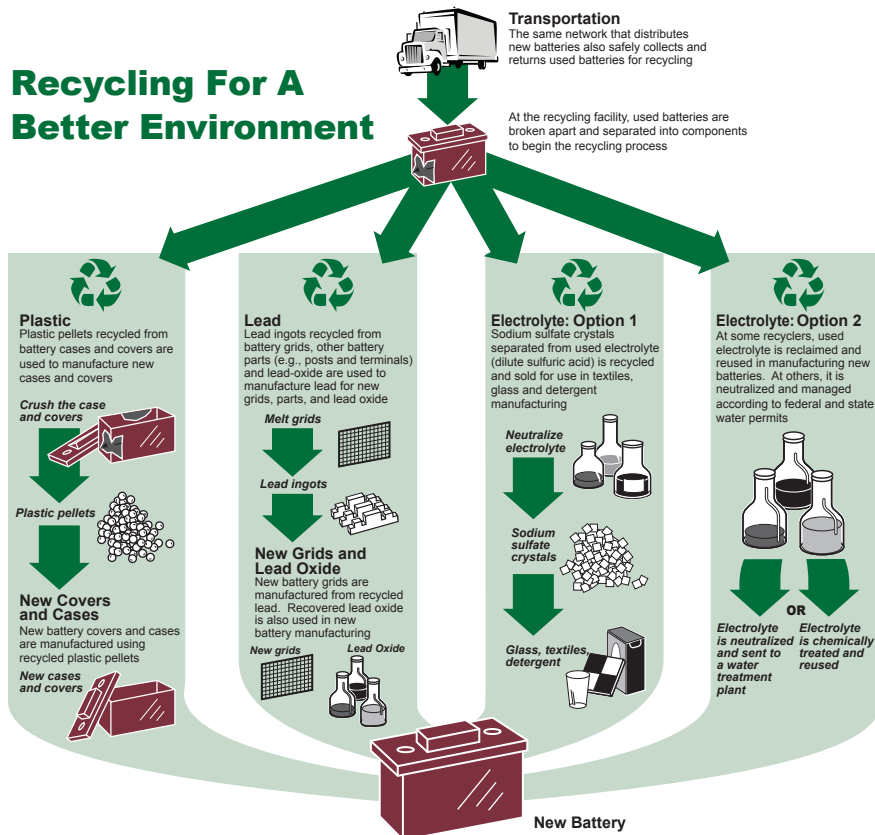 Transportation
The same network that distributes
new batteries also safely collects and
returns used batteries for recycling
Recycling For A
Better Environment
At the recycling facility, used batteries are
broken apart and separated into components
to begin the recycling process
Plastic
Plastic pellets recycled from
battery cases and covers are
used to manufacture new
cases and covers
Crush the case
and covers
Plastic pellets
New Covers
and Cases
New battery covers and cases
are manufactured using
recycled plastic pellets
New cases
and covers
Lead
Lead ingots recycled from
battery grids, other battery
parts (e.g., posts and terminals)
and lead-oxide are used to
manufacture lead for new
grids, parts, and lead oxide
Melt grids
Lead ingots
New Grids and
Lead Oxide
New battery grids are
manufactured from recycled
lead.  Recovered lead oxide
is also used in new
battery manufacturing
New grids
Lead Oxide
Electrolyte: Option 1
Sodium sulfate crystals
separated from used electrolyte
(dilute sulfuric acid) is recycled
and sold for use in textiles,
glass and detergent
manufacturing
Neutralize
electrolyte
Sodium
sulfate
crystals
Glass, textiles,
detergent
Electrolyte: Option 2
At some recyclers, used
electrolyte is reclaimed and
reused in manufacturing new
batteries.  At others, it is
neutralized and managed
according to federal and state
water permits
OR
Electrolyte
is neutralized
and sent to
a water
treatment
plant
Electrolyte
is chemically
treated and
reused
New Battery